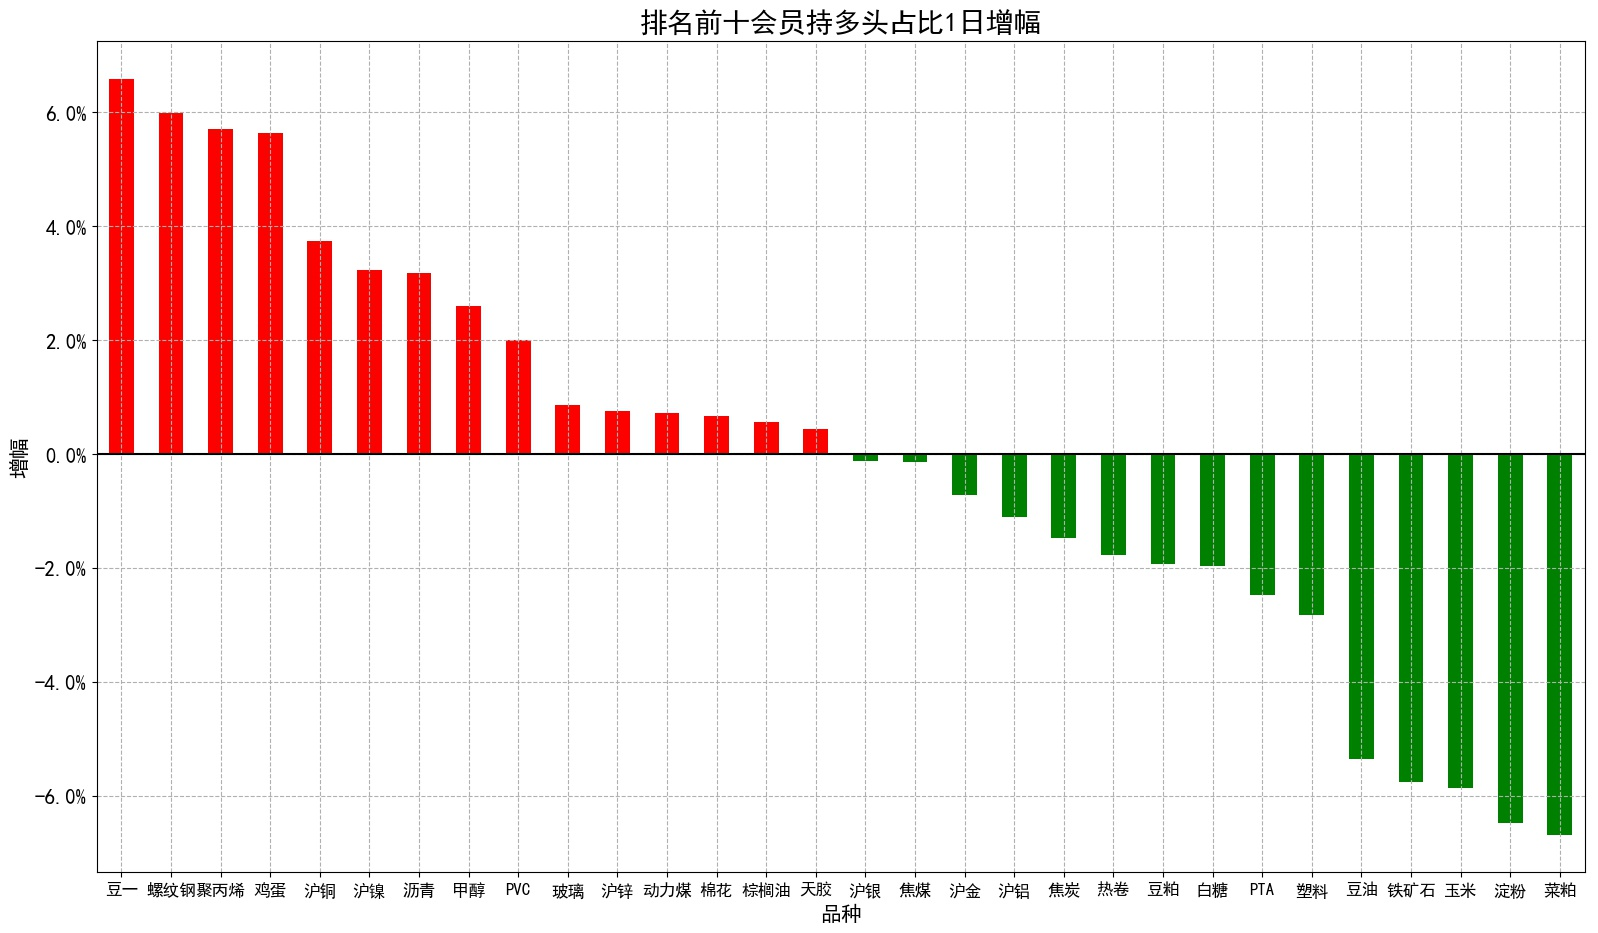 排名前十会员持多头占比1日增幅
增幅
6.0%
4.0%
2.0%
0.0%
−2.0%
−4.0%
−6.0%
豆一 螺纹钢 聚丙烯 鸡蛋 沪铜 沪镍 沥青 甲醇 PVC 玻璃 沪锌 动力煤 棉花 棕榈油 天胶 沪银 焦煤 沪金 沪铝 焦炭 热卷 豆粕 白糖 PTA 塑料 豆油 铁矿石 玉米 淀粉 菜粕
品种